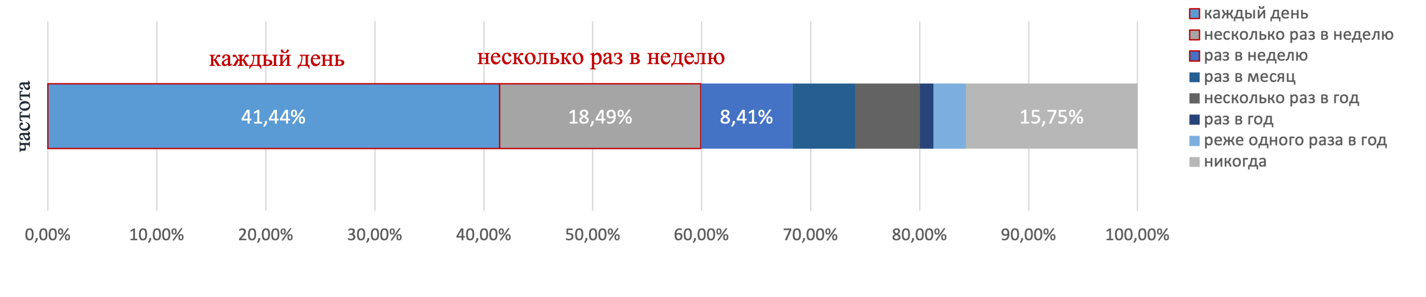 каждый день
несколько раз в неделю
частота
41,44%
18,49%
8,41%
15,75%
0,00%
10,00%
20,00%
30,00%
40,00%
50,00%
60,00%
70,00%
80,00%
90,00%
100,00%
каждый день
несколько раз в неделю
раз в неделю
раз в месяц
несколько раз в год
раз в год
реже одного раза в год
никогда